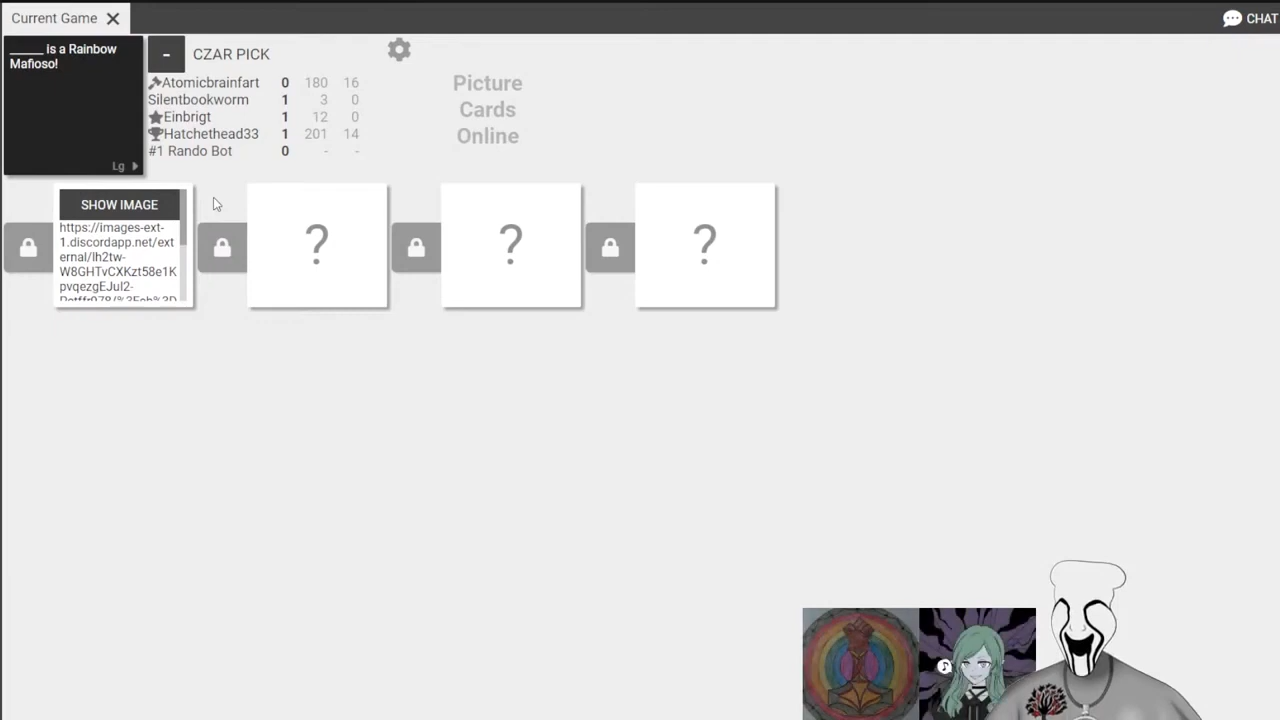 Current Game
CHAT
______ is a Rainbow
Mafioso!
Lg
-
CZAR PICK
Atomicbrainfart 0 180 16
Silentbookworm 1 3 0
Einbrigt 1 12 0
Hatchethead33 1 201 14
#1 Rando Bot 0 - -
Picture
Cards
Online
SHOW IMAGE
https://images-ext-
1.discordapp.net/ext
ernal/lh2tw-
W8GHTvCXKzt58e1K
pvqezgEJul2-
?
?
?